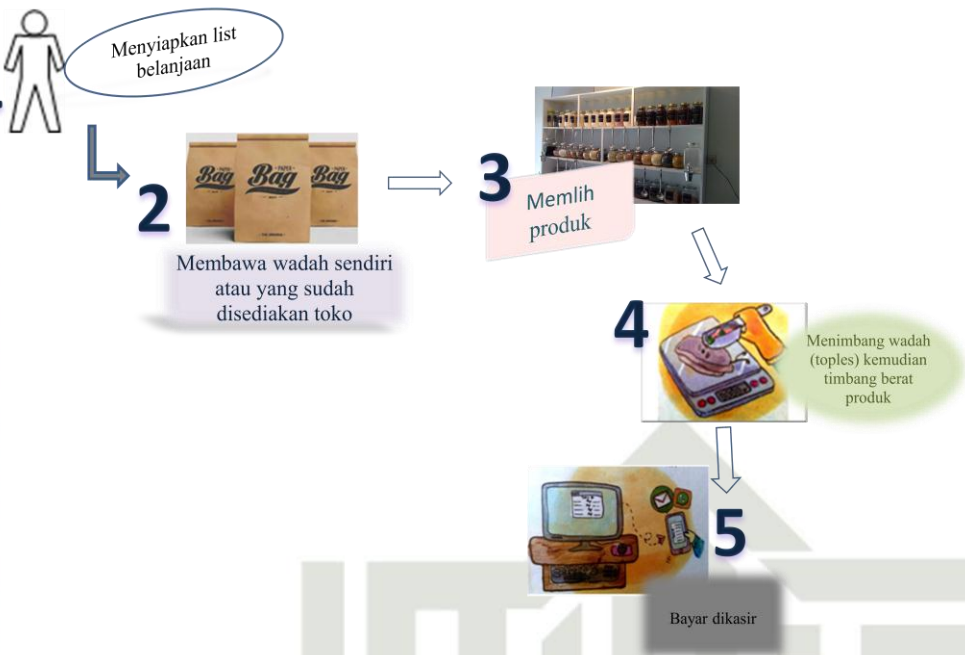 Menyiapkan list
belanjaan
2
PAPER
Bag
Bag
Bag
Membawa wadah sendiri
atau yang sudah
disediakan toko
3
Memlih
produk
4
Menimbang wadah
(toples) kemudian
timbang berat
produk
5
Bayar dikasir